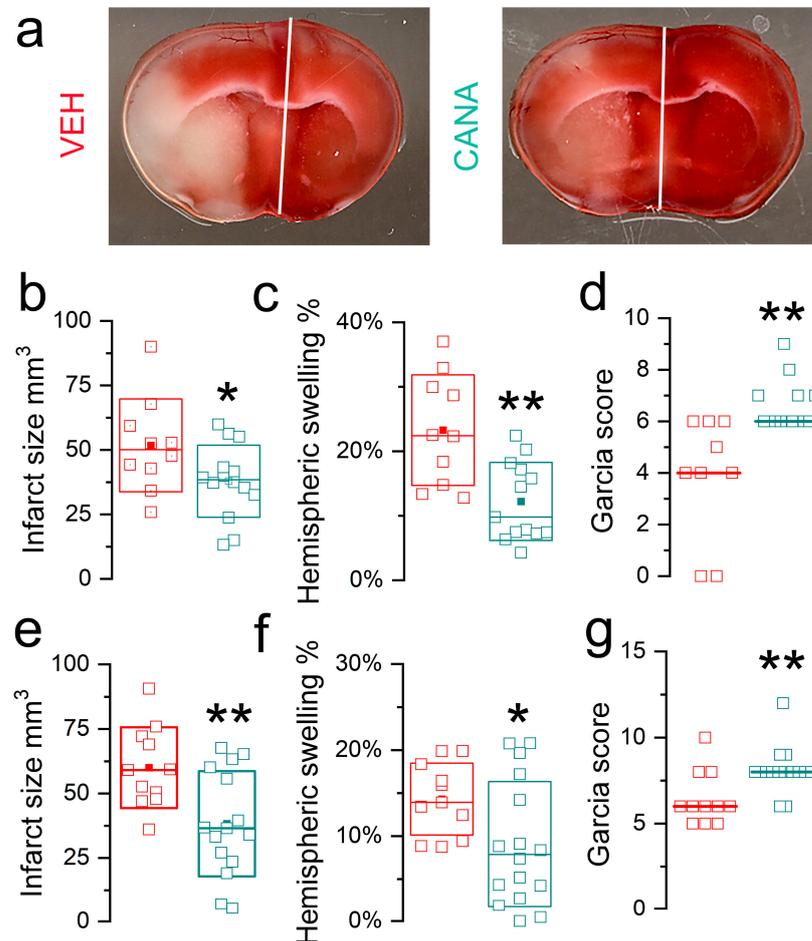 a
VEH
CANA
b
Infarct size mm³
100
75
50
25
0
*
c
Hemispheric swelling %
40%
20%
0%
**
d
Garcia score
10
8
6
4
2
0
**
e
Infarct size mm³
100
75
50
25
0
**
f
Hemispheric swelling %
30%
20%
10%
0%
*
g
Garcia score
15
10
5
0
**